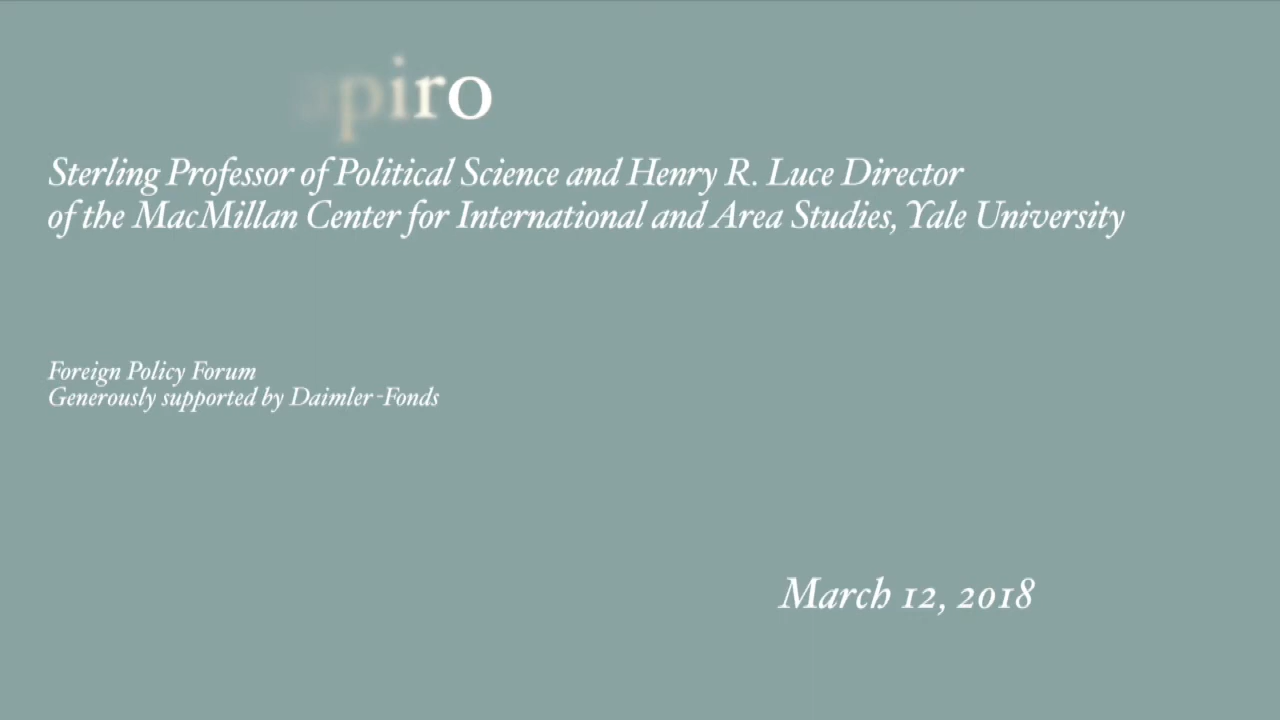 apiro
Sterling Professor of Political Science and Henry R. Luce Director
of the MacMillan Center for International and Area Studies, Yale University
Foreign Policy Forum
Generously supported by Daimler-Fonds
March 12, 2018